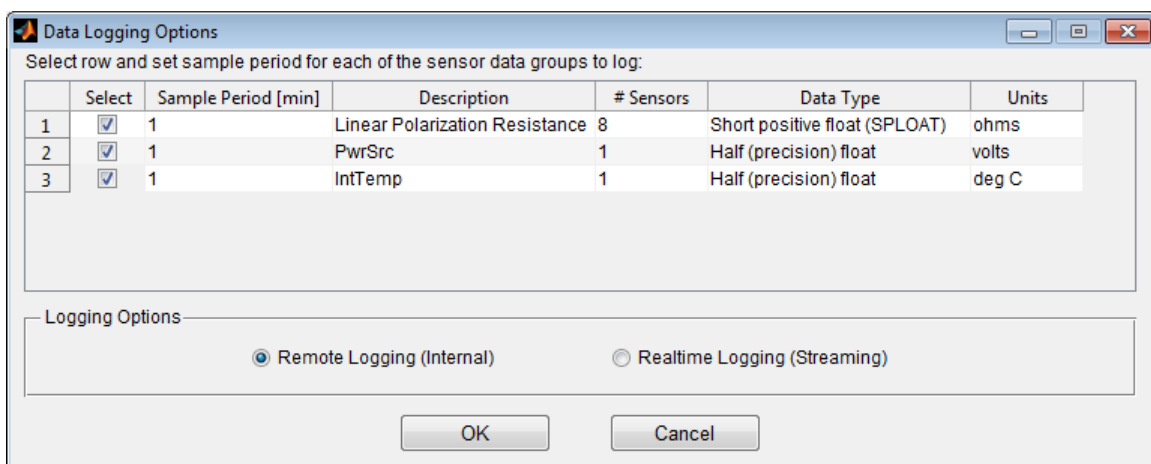 Data Logging Options
Select row and set sample period for each of the sensor data groups to log:
Select Sample Period [min] Description # Sensors Data Type Units
1 1 Linear Polarization Resistance 8 Short positive float (SPLOAT) ohms
2 1 PwrSrc 1 Half (precision) float volts
3 1 IntTemp 1 Half (precision) float deg C
Logging Options
Remote Logging (Internal) Realtime Logging (Streaming)
OK Cancel